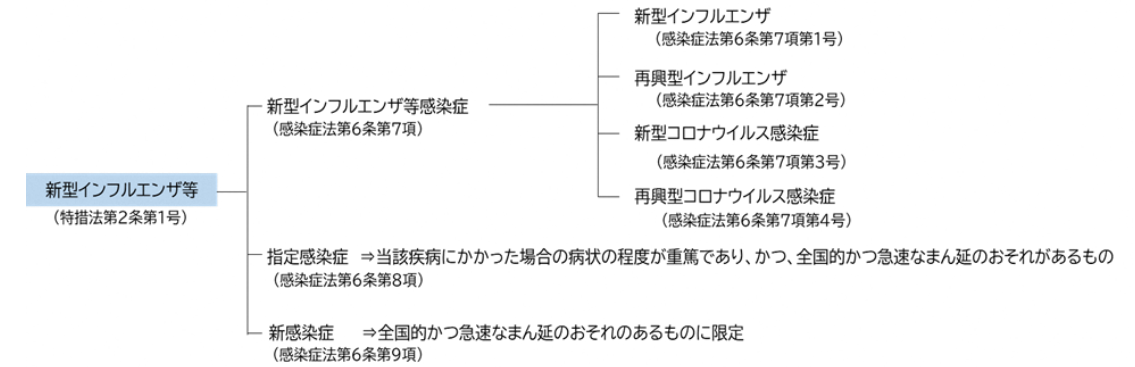 新型インフルエンザ
（感染症法第6条第7項第1号）
再興型インフルエンザ
（感染症法第6条第7項第2号）
新型インフルエンザ等感染症
（感染症法第6条第7項）
新型コロナウイルス感染症
（感染症法第6条第7項第3号）
再興型コロナウイルス感染症
（感染症法第6条第7項第4号）
新型インフルエンザ等
（特措法第2条第1号）
指定感染症 ⇒当該疾病にかかった場合の病状の程度が重篤であり、かつ、全国的かつ急速なまん延のおそれがあるもの
（感染症法第6条第8項）
新感染症 ⇒全国的かつ急速なまん延のおそれのあるものに限定
（感染症法第6条第9項）